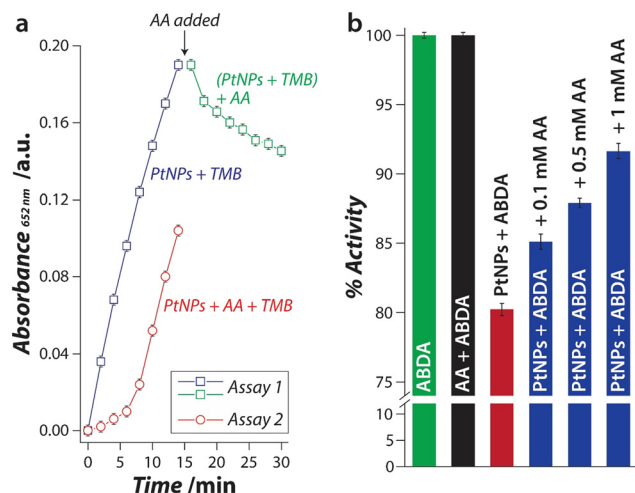 a
AA added
0.20
0.16
0.12
0.08
0.04
0.00
Absorbance 652 nm /a.u.
(PtNPs + TMB)
+ AA
PtNPs + TMB
PtNPs + AA + TMB
Assay 1
Assay 2
0 5 10 15 20 25 30
Time /min
b
100
95
90
85
80
75
10
5
0
% Activity
ABDA
AA + ABDA
PtNPs + ABDA
PtNPs + ABDA + 0.1 mM AA
PtNPs + ABDA + 0.5 mM AA
PtNPs + ABDA + 1 mM AA